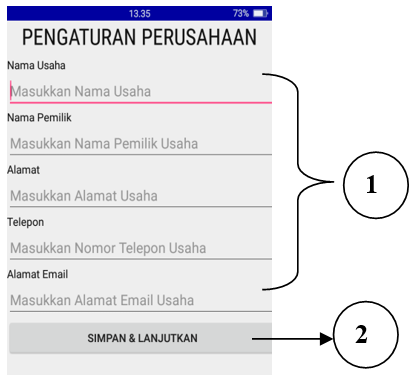 13.35 73%
PENGATURAN PERUSAHAAN
Nama Usaha
Masukkan Nama Usaha
Nama Pemilik
Masukkan Nama Pemilik Usaha
Alamat
Masukkan Alamat Usaha
Telepon
Masukkan Nomor Telepon Usaha
Alamat Email
Masukkan Alamat Email Usaha
SIMPAN & LANJUTKAN
1
2